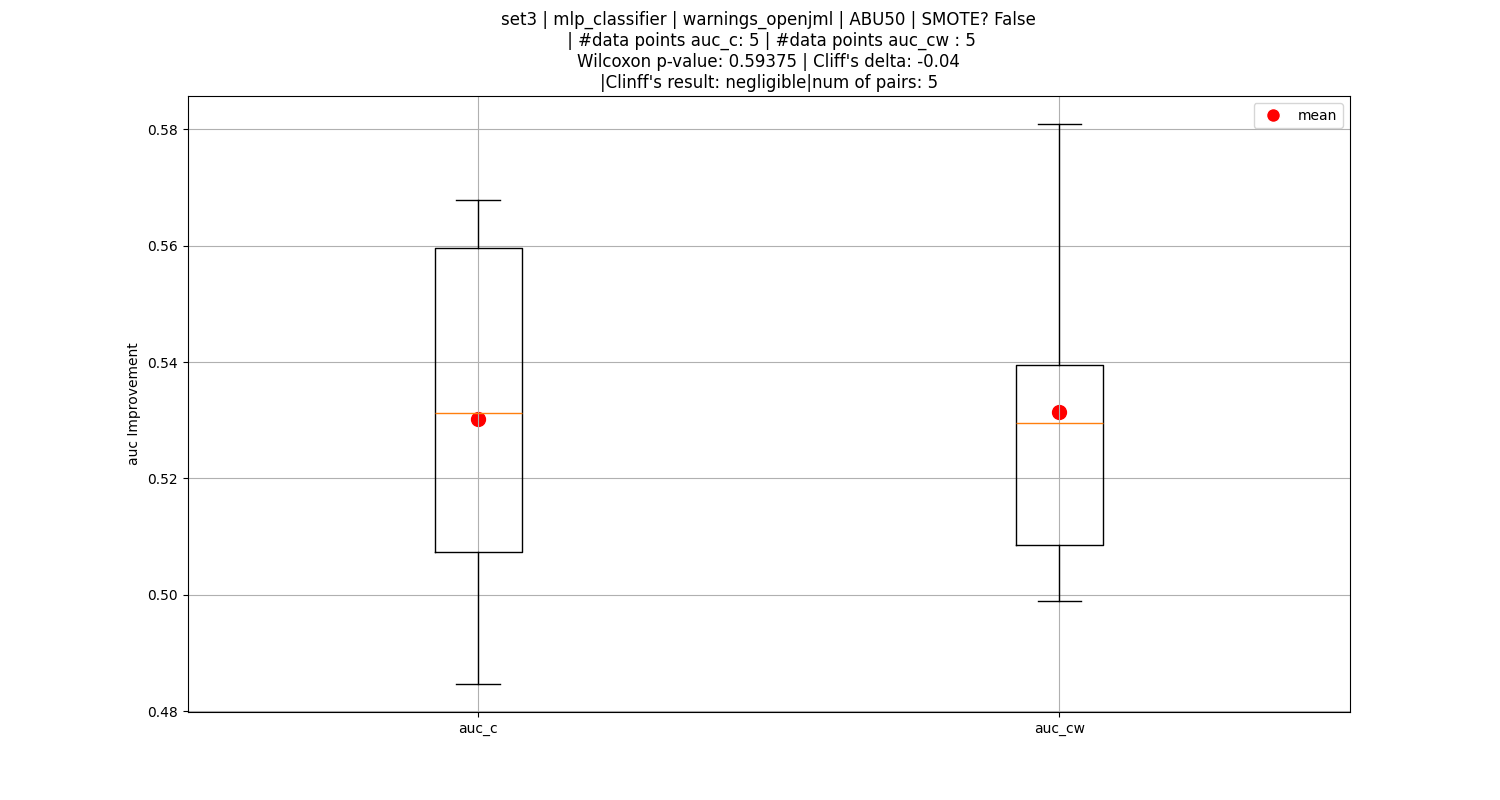 set3 | mlp_classifier | warnings_openjml | ABU50 | SMOTE? False
| #data points auc_c: 5 | #data points auc_cw : 5
Wilcoxon p-value: 0.59375 | Cliff's delta: -0.04
|Clinff's result: negligible|num of pairs: 5
mean
0.58
0.56
0.54
0.52
0.50
0.48
auc Improvement
auc_c
auc_cw